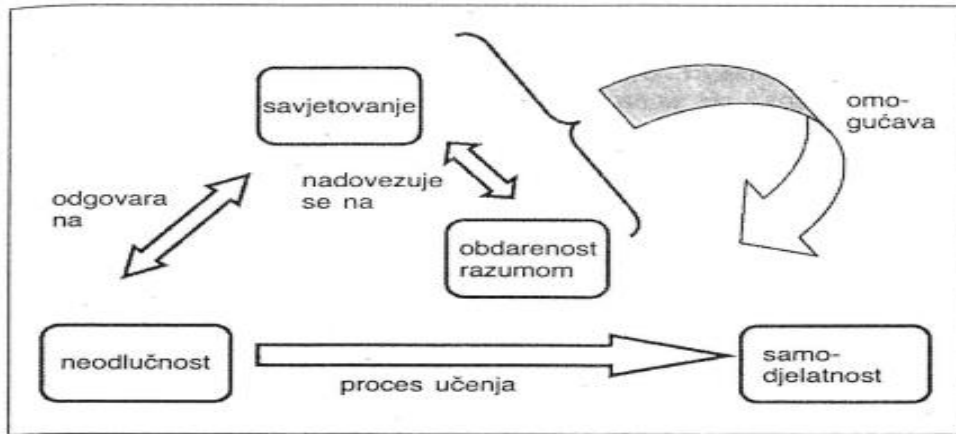 savjetovanje
omo-
gućava
odgovara
na
nadovezuje
se na
obdarenost
razumom
neodlučnost
proces učenja
samo-
djelatnost